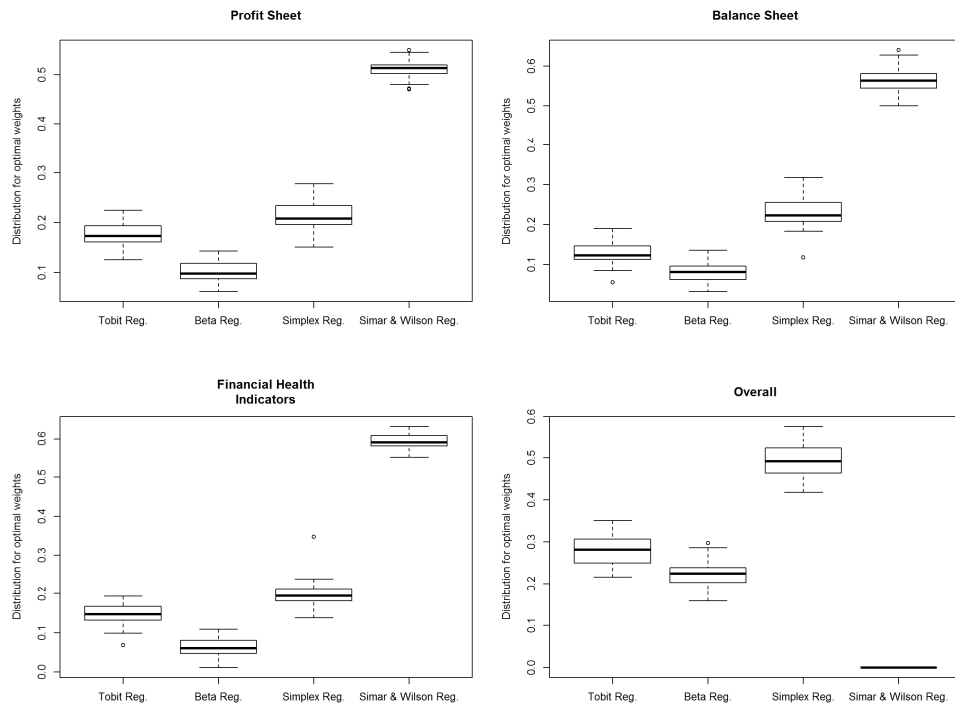 Profit Sheet
Distribution for optimal weights
0.5
0.4
0.3
0.2
0.1
Tobit Reg. Beta Reg. Simplex Reg. Simar & Wilson Reg.
Balance Sheet
Distribution for optimal weights
0.6
0.5
0.4
0.3
0.2
0.1
Tobit Reg. Beta Reg. Simplex Reg. Simar & Wilson Reg.
Financial Health
Indicators
Distribution for optimal weights
0.6
0.5
0.4
0.3
0.2
0.1
0.0
Tobit Reg. Beta Reg. Simplex Reg. Simar & Wilson Reg.
Overall
Distribution for optimal weights
0.6
0.5
0.4
0.3
0.2
0.1
0.0
Tobit Reg. Beta Reg. Simplex Reg. Simar & Wilson Reg.